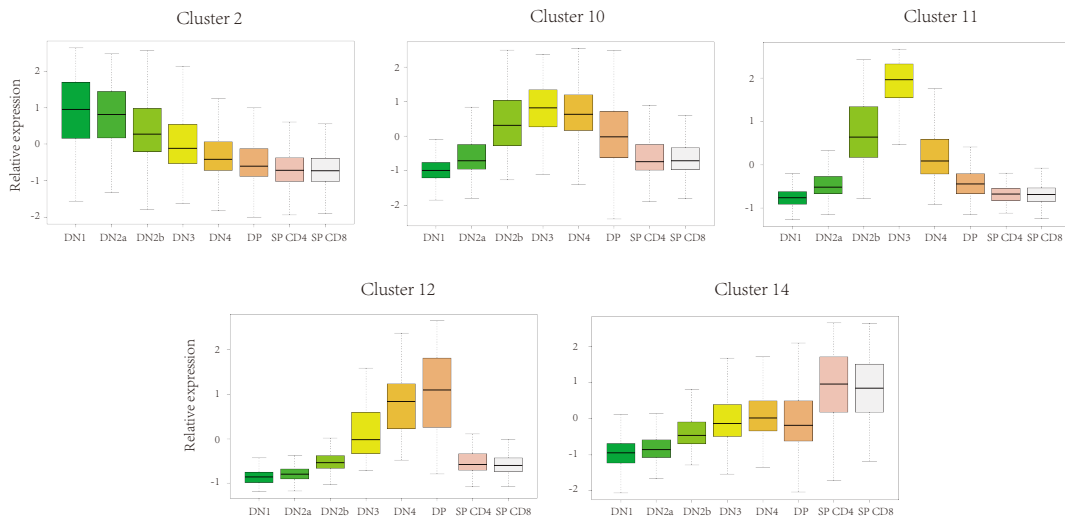 Cluster 2
Cluster 10
Cluster 11
Relative expression
2
1
0
-1
-2
DN1 DN2a DN2b DN3 DN4 DP SP CD4 SP CD8
2
1
0
-1
-2
DN1 DN2a DN2b DN3 DN4 DP SP CD4 SP CD8
2
1
0
-1
DN1 DN2a DN2b DN3 DN4 DP SP CD4 SP CD8
Cluster 12
Cluster 14
Relative expression
2
1
0
-1
DN1 DN2a DN2b DN3 DN4 DP SP CD4 SP CD8
2
1
0
-1
-2
DN1 DN2a DN2b DN3 DN4 DP SP CD4 SP CD8